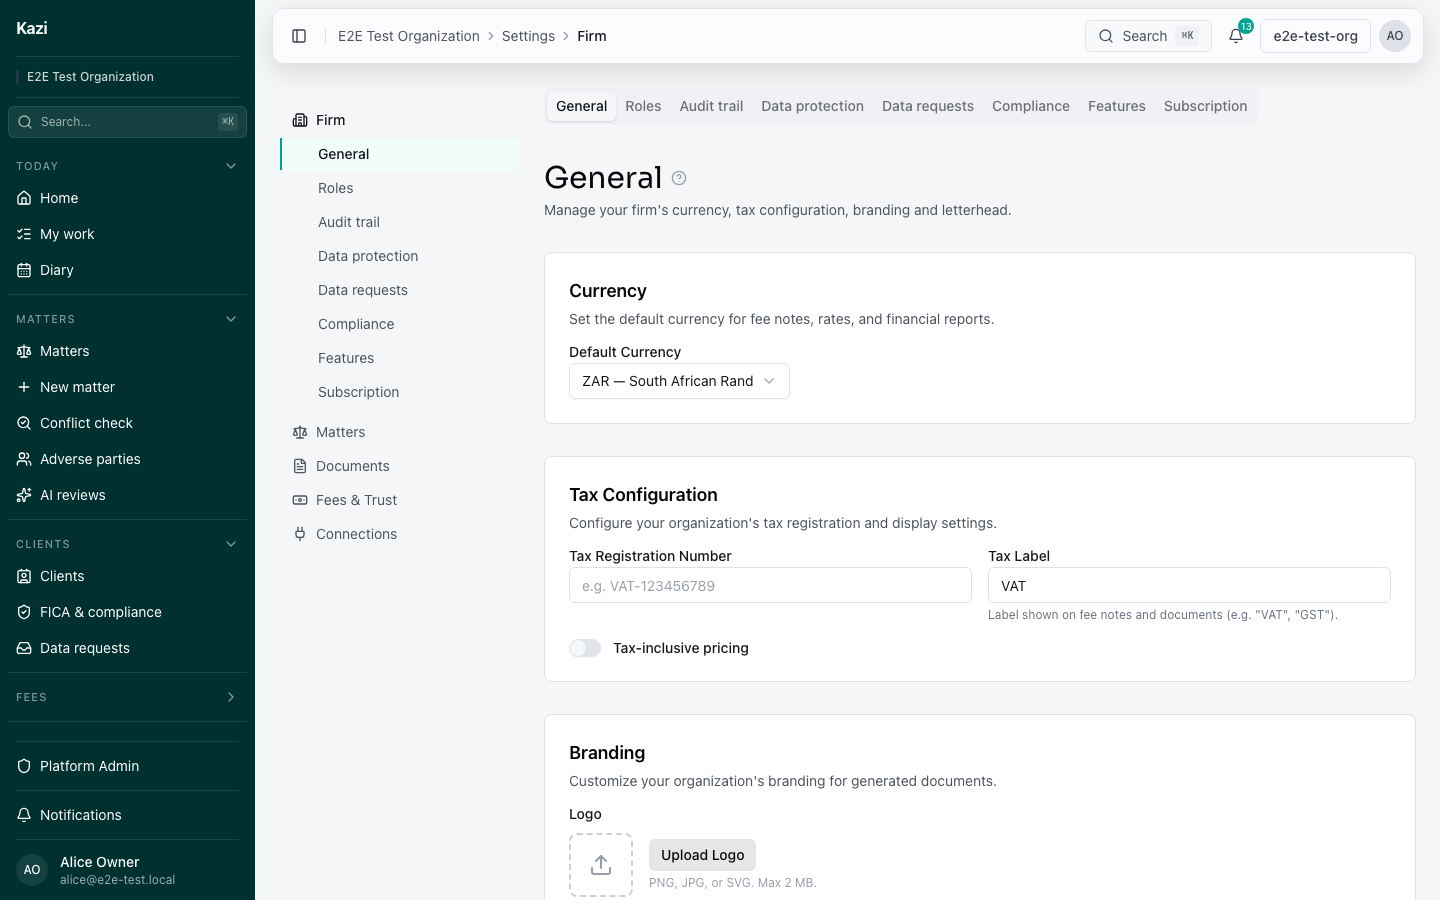 Kazi
E2E Test Organization
Search... ⌘K
TODAY
Home
My work
Diary
MATTERS
Matters
New matter
Conflict check
Adverse parties
AI reviews
CLIENTS
Clients
FICA & compliance
Data requests
FEES
Platform Admin
Notifications
AO
Alice Owner
alice@e2e-test.local
E2E Test Organization
Settings
Firm
Search ⌘K
13
e2e-test-org
AO
Firm
General
Roles
Audit trail
Data protection
Data requests
Compliance
Features
Subscription
Matters
Documents
Fees & Trust
Connections
General Roles Audit trail Data protection Data requests Compliance Features Subscription
General
Manage your firm's currency, tax configuration, branding and letterhead.
Currency
Set the default currency for fee notes, rates, and financial reports.
Default Currency
ZAR — South African Rand
Tax Configuration
Configure your organization's tax registration and display settings.
Tax Registration Number
e.g. VAT-123456789
Tax Label
VAT
Label shown on fee notes and documents (e.g. "VAT", "GST").
Tax-inclusive pricing
Branding
Customize your organization's branding for generated documents.
Logo
Upload Logo
PNG, JPG, or SVG. Max 2 MB.